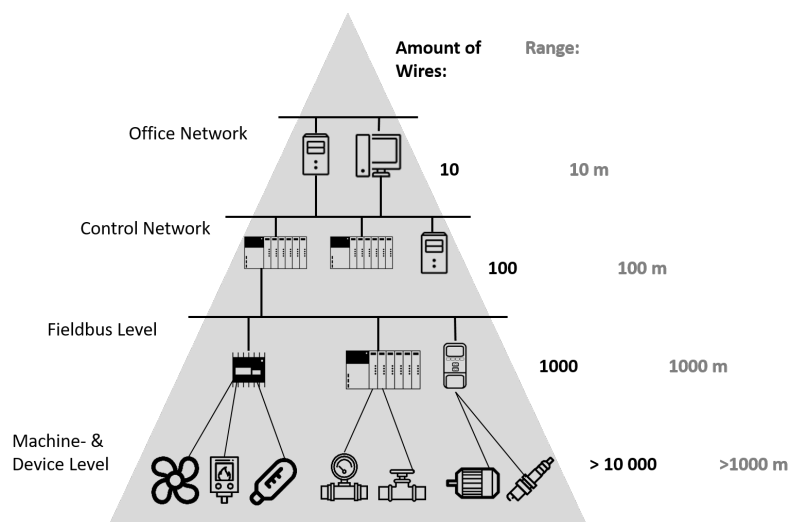 Amount of
Wires:
Range:
Office Network
10
10 m
Control Network
100
100 m
Fieldbus Level
1000
1000 m
Machine- &
Device Level
> 10 000
>1000 m